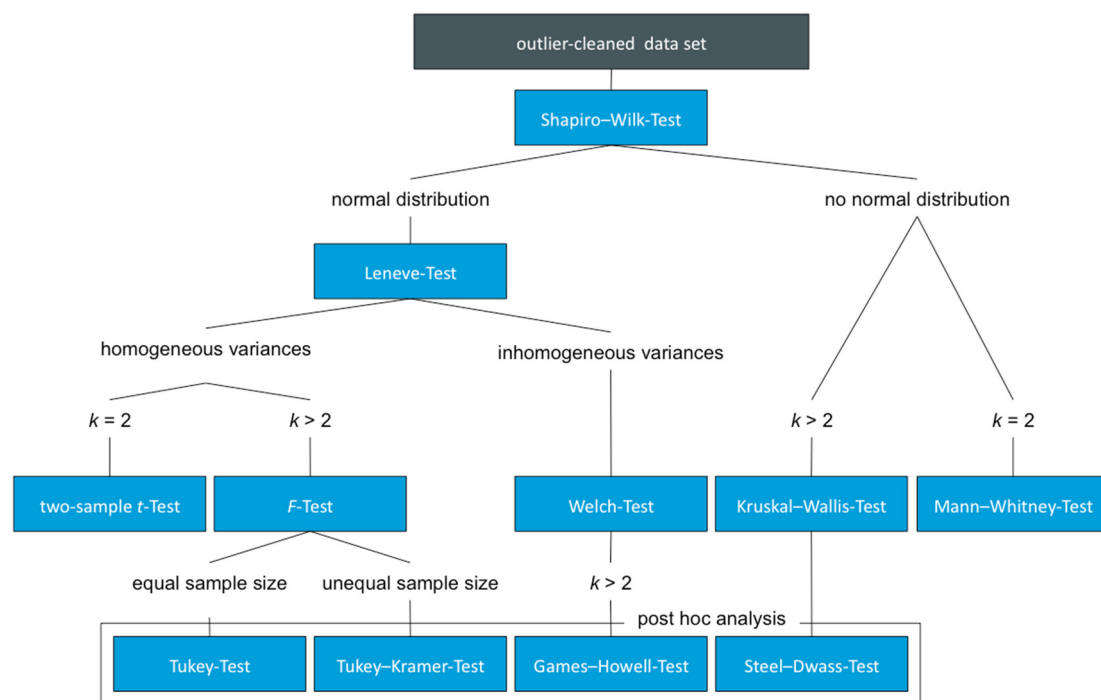 outlier-cleaned data set
Shapiro–Wilk-Test
normal distribution
no normal distribution
Leneve-Test
homogeneous variances
inhomogeneous variances
k = 2
k > 2
k > 2
k = 2
two-sample t-Test
F-Test
Welch-Test
Kruskal–Wallis-Test
Mann–Whitney-Test
equal sample size
unequal sample size
k > 2
post hoc analysis
Tukey-Test
Tukey–Kramer-Test
Games–Howell-Test
Steel–Dwass-Test